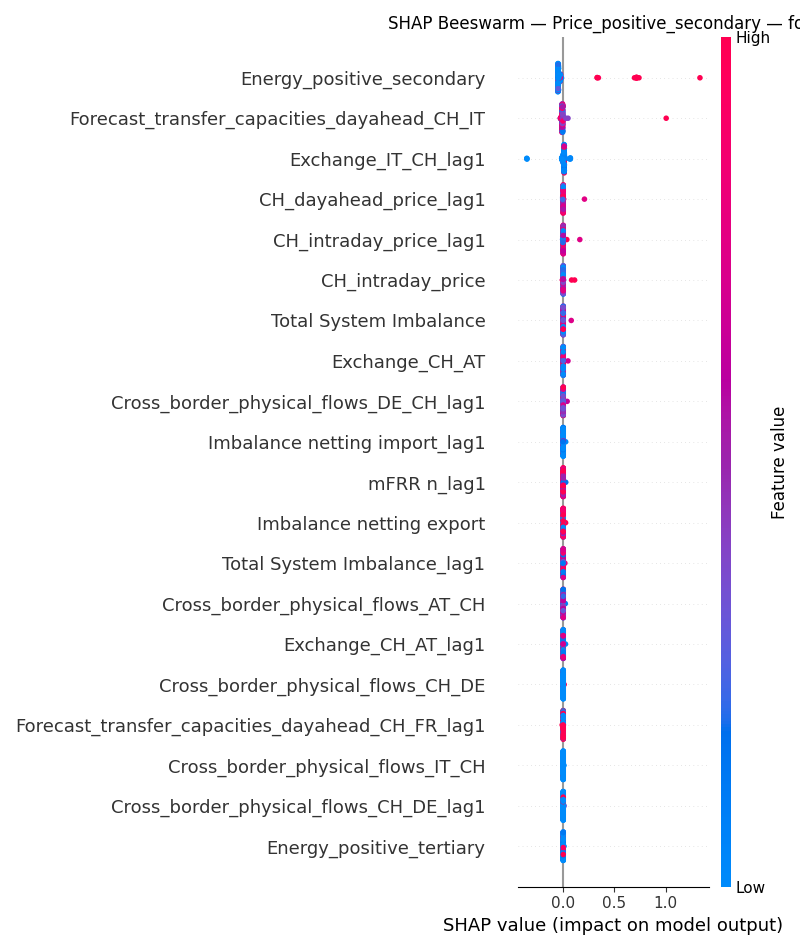 SHAP Beeswarm — Price_positive_secondary — fo
High
Energy_positive_secondary
Forecast_transfer_capacities_dayahead_CH_IT
Exchange_IT_CH_lag1
CH_dayahead_price_lag1
CH_intraday_price_lag1
CH_intraday_price
Total System Imbalance
Exchange_CH_AT
Cross_border_physical_flows_DE_CH_lag1
Imbalance netting import_lag1
mFRR n_lag1
Imbalance netting export
Total System Imbalance_lag1
Cross_border_physical_flows_AT_CH
Exchange_CH_AT_lag1
Cross_border_physical_flows_CH_DE
Forecast_transfer_capacities_dayahead_CH_FR_lag1
Cross_border_physical_flows_IT_CH
Cross_border_physical_flows_CH_DE_lag1
Energy_positive_tertiary
Feature value
Low
0.0 0.5 1.0
SHAP value (impact on model output)